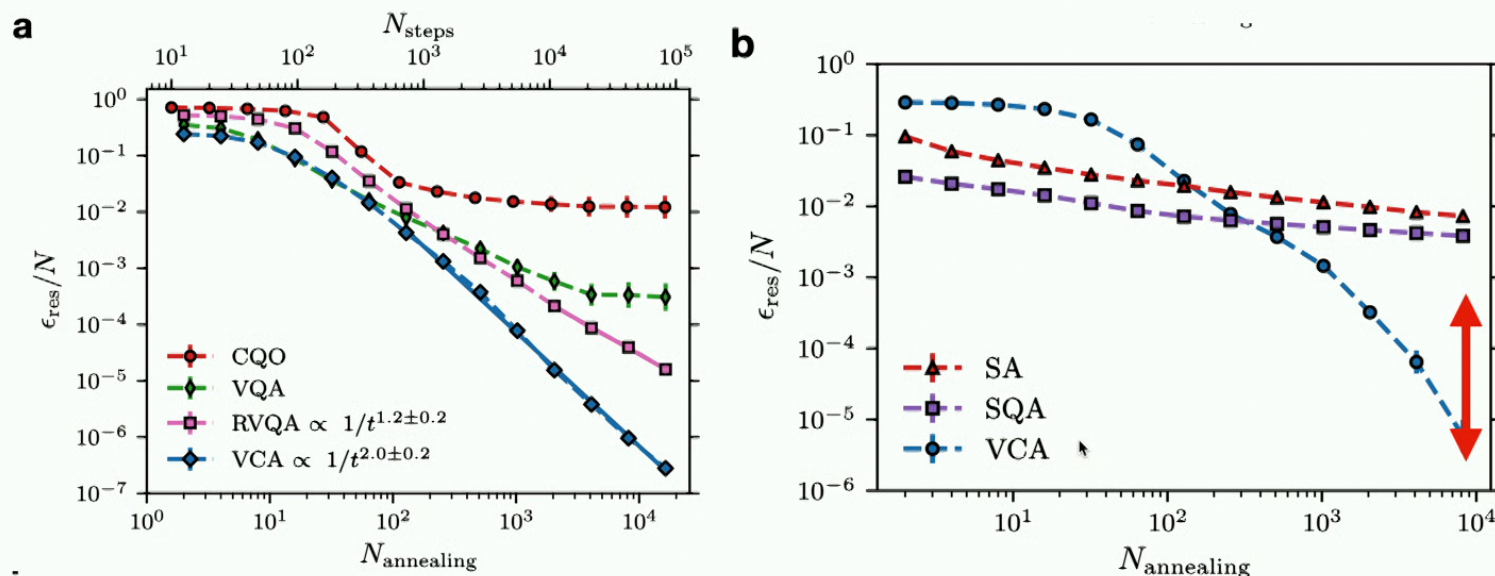 a
N_steps
10^1 10^2 10^3 10^4 10^5
10^0
10^-1
10^-2
10^-3
10^-4
10^-5
10^-6
10^-7
ϵ_res/N
CQO
VQA
RVQA ∝ 1/t^1.2±0.2
VCA ∝ 1/t^2.0±0.2
10^0 10^1 10^2 10^3 10^4
N_annealing
b
10^0
10^-1
10^-2
10^-3
10^-4
10^-5
10^-6
ϵ_res/N
SA
SQA
VCA
10^1 10^2 10^3 10^4
N_annealing